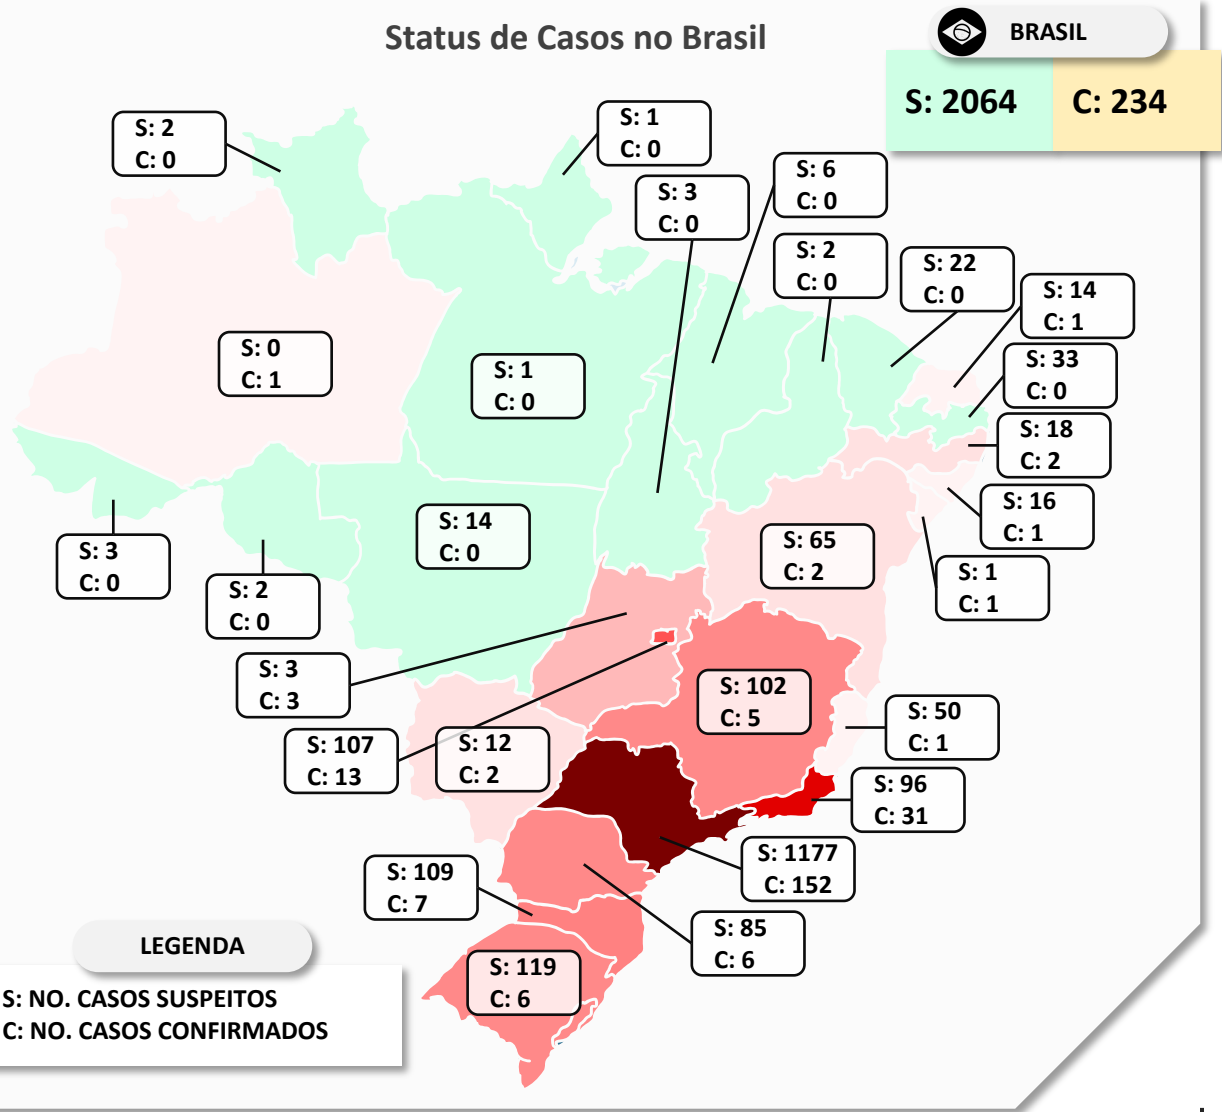 Status de Casos no Brasil
BRASIL
S: 2064
C: 234
S: 2
C: 0
S: 1
C: 0
S: 3
C: 0
S: 6
C: 0
S: 2
C: 0
S: 22
C: 0
S: 14
C: 1
S: 0
C: 1
S: 1
C: 0
S: 33
C: 0
S: 18
C: 2
S: 16
C: 1
S: 14
C: 0
S: 65
C: 2
S: 3
C: 0
S: 2
C: 0
S: 1
C: 1
S: 3
C: 3
S: 102
C: 5
S: 50
C: 1
S: 107
C: 13
S: 12
C: 2
S: 96
C: 31
S: 1177
C: 152
S: 109
C: 7
S: 85
C: 6
S: 119
C: 6
LEGENDA
S: NO. CASOS SUSPEITOS
C: NO. CASOS CONFIRMADOS